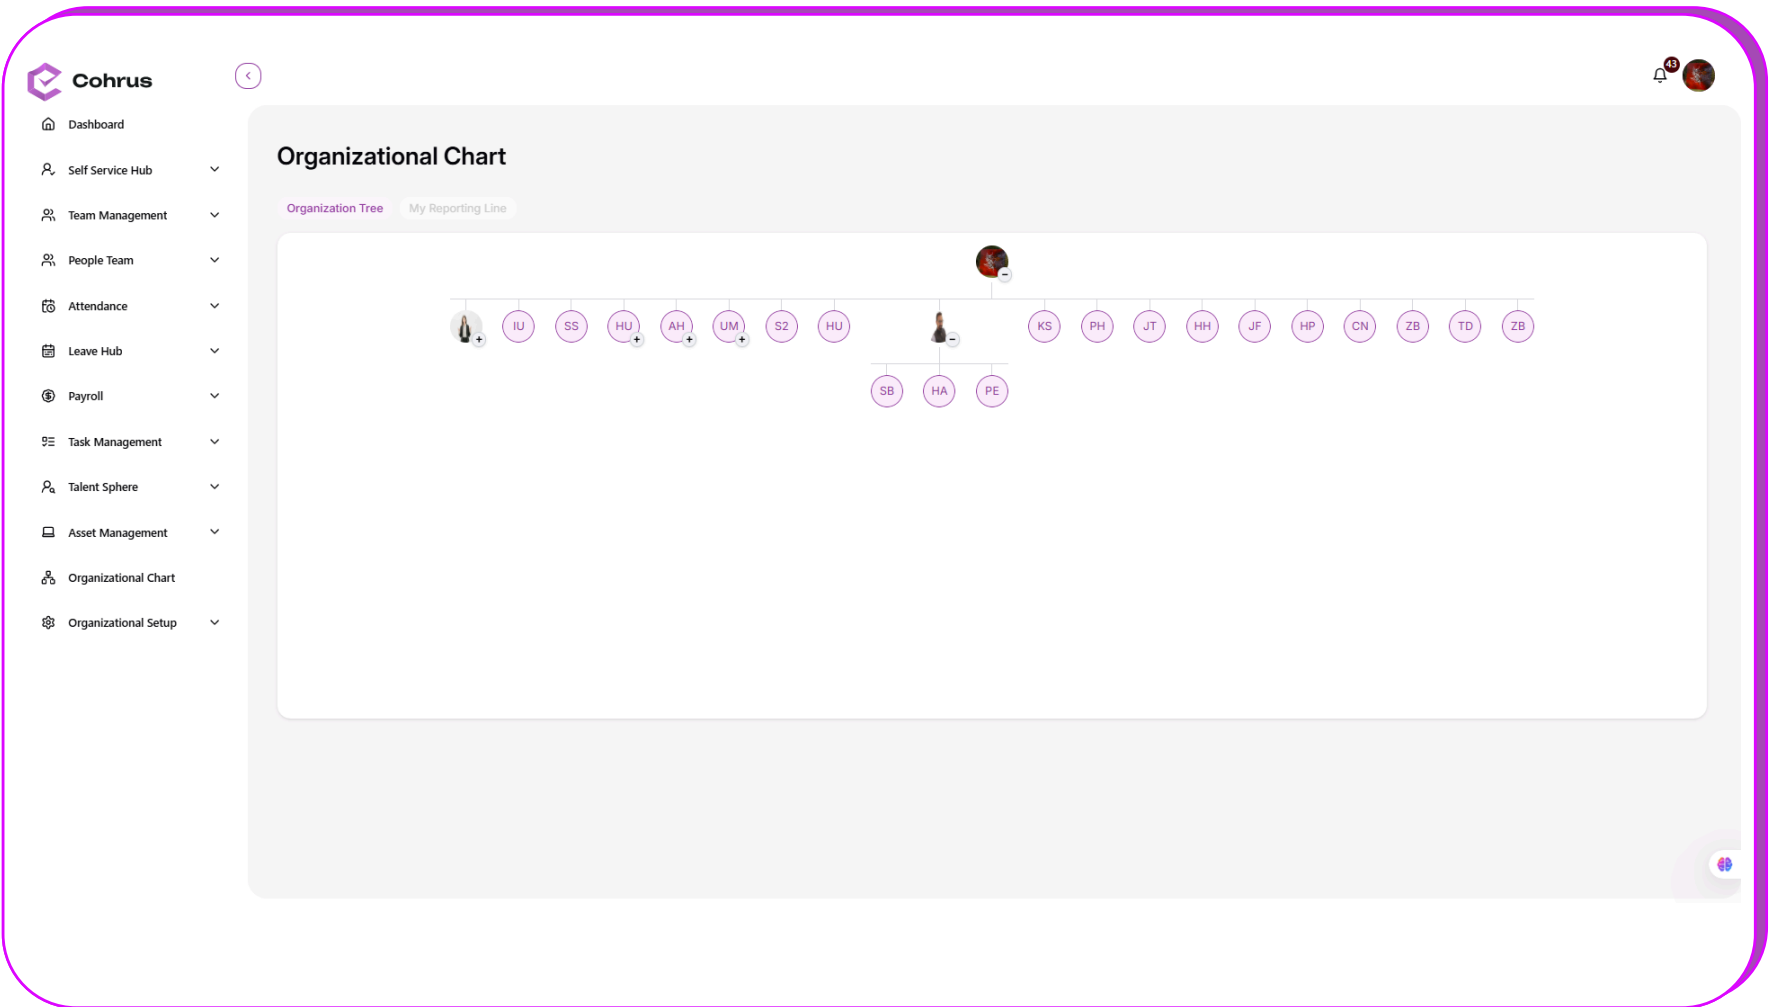 Cohrus
43
Dashboard
Self Service Hub
Team Management
People Team
Attendance
Leave Hub
Payroll
Task Management
Talent Sphere
Asset Management
Organizational Chart
Organizational Setup
Organizational Chart
Organization Tree My Reporting Line
IU SS HU AH UM S2 HU KS PH JT HH JF HP CN ZB TD ZB
SB HA PE